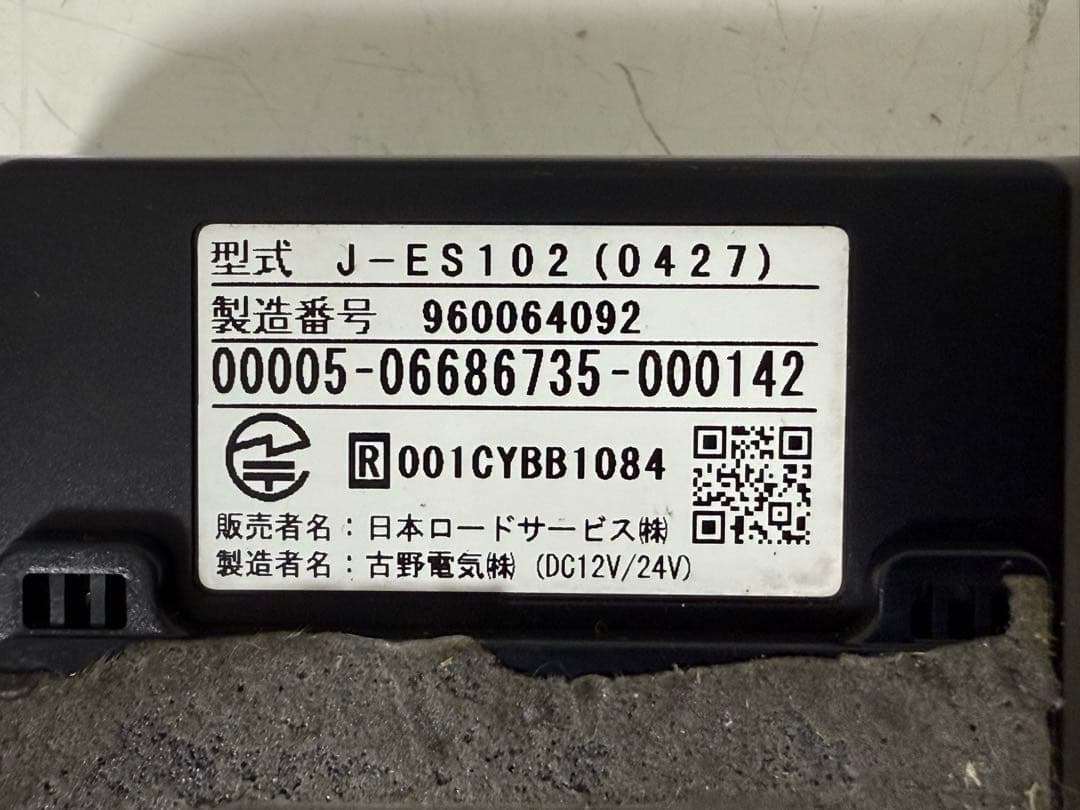 型式 J-ES102(0427)
製造番号 960064092
00005-06686735-000142
R 001CYBB1084
販売者名：日本ロードサービス㈱
製造者名：古野電気㈱ (DC12V/24V)